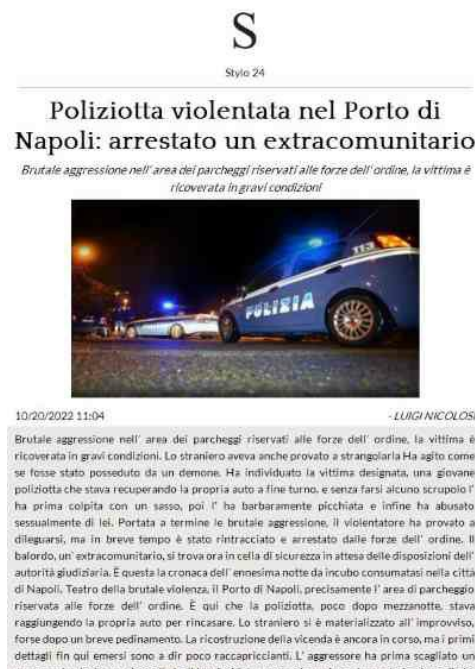 S
Stylo 24
Poliziotta violentata nel Porto di
Napoli: arrestato un extracomunitario
Brutale aggressione nell' area dei parcheggi riservati alle forze dell' ordine, la vittima è
ricoverata in gravi condizioni
113
POLIZIA
10/20/2022 11:04
- LUIGI NICOLOSI
Brutale aggressione nell' area dei parcheggi riservati alle forze dell' ordine, la vittima è
ricoverata in gravi condizioni. Lo straniero aveva anche provato a strangolarla Ha agito come
se fosse stato posseduto da un demone. Ha individuato la vittima designata, una giovane
poliziotta che stava recuperando la propria auto a fine turno, e senza farsi alcuno scrupolo l'
ha prima colpita con un sasso, poi l' ha barbaramente picchiata e infine ha abusato
sessualmente di lei. Portata a termine le brutale aggressione, il violentatore ha provato a
dileguarsi, ma in breve tempo è stato rintracciato e arrestato dalle forze dell' ordine. Il
balordo, un' extracomunitario, si trova ora in cella di sicurezza in attesa delle disposizioni dell'
autorità giudiziaria. È questa la cronaca dell' ennesima notte da incubo consumatasi nella città
di Napoli. Teatro della brutale violenza, il Porto di Napoli, precisamente l' area di parcheggio
riservata alle forze dell' ordine. È qui che la poliziotta, poco dopo mezzanotte, stava
raggiungendo la propria auto per rincasare. Lo straniero si è materializzato all' improvviso,
forse dopo un breve pedinamento. La ricostruzione della vicenda è ancora in corso, ma i primi
dettagli fin qui emersi sono a dir poco raccapriccianti. L' aggressore ha prima scagliato un